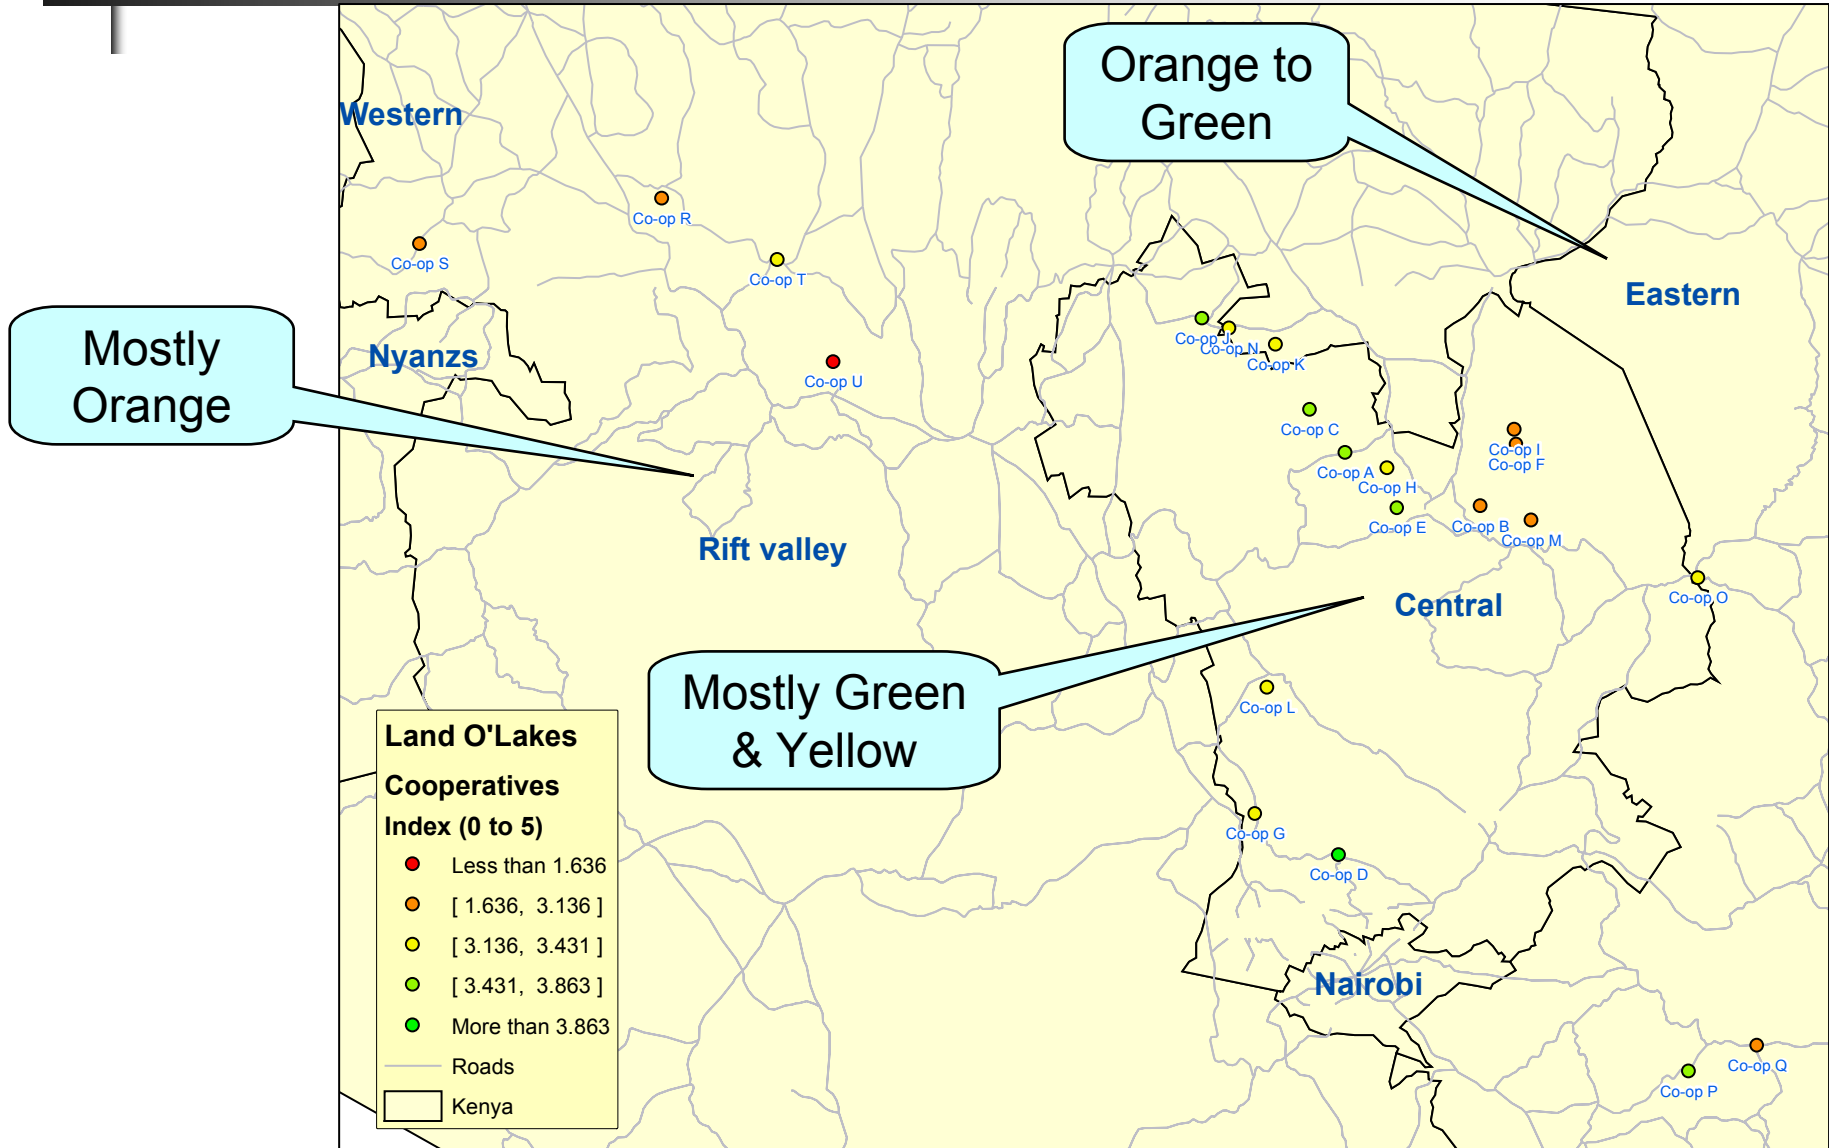 Orange to
Green
Western
Co-op R
Co-op S
Co-op T
Eastern
Mostly
Orange
Nyanzs
Co-op J
Co-op N
Co-op K
Co-op U
Co-op C
Co-op I
Co-op F
Co-op A
Co-op H
Co-op E
Co-op B
Co-op M
Rift valley
Co-op O
Central
Mostly Green
& Yellow
Co-op L
Co-op G
Co-op D
Nairobi
Co-op Q
Co-op P
Land O'Lakes
Cooperatives
Index (0 to 5)
Less than 1.636
[ 1.636, 3.136 ]
[ 3.136, 3.431 ]
[ 3.431, 3.863 ]
More than 3.863
Roads
Kenya